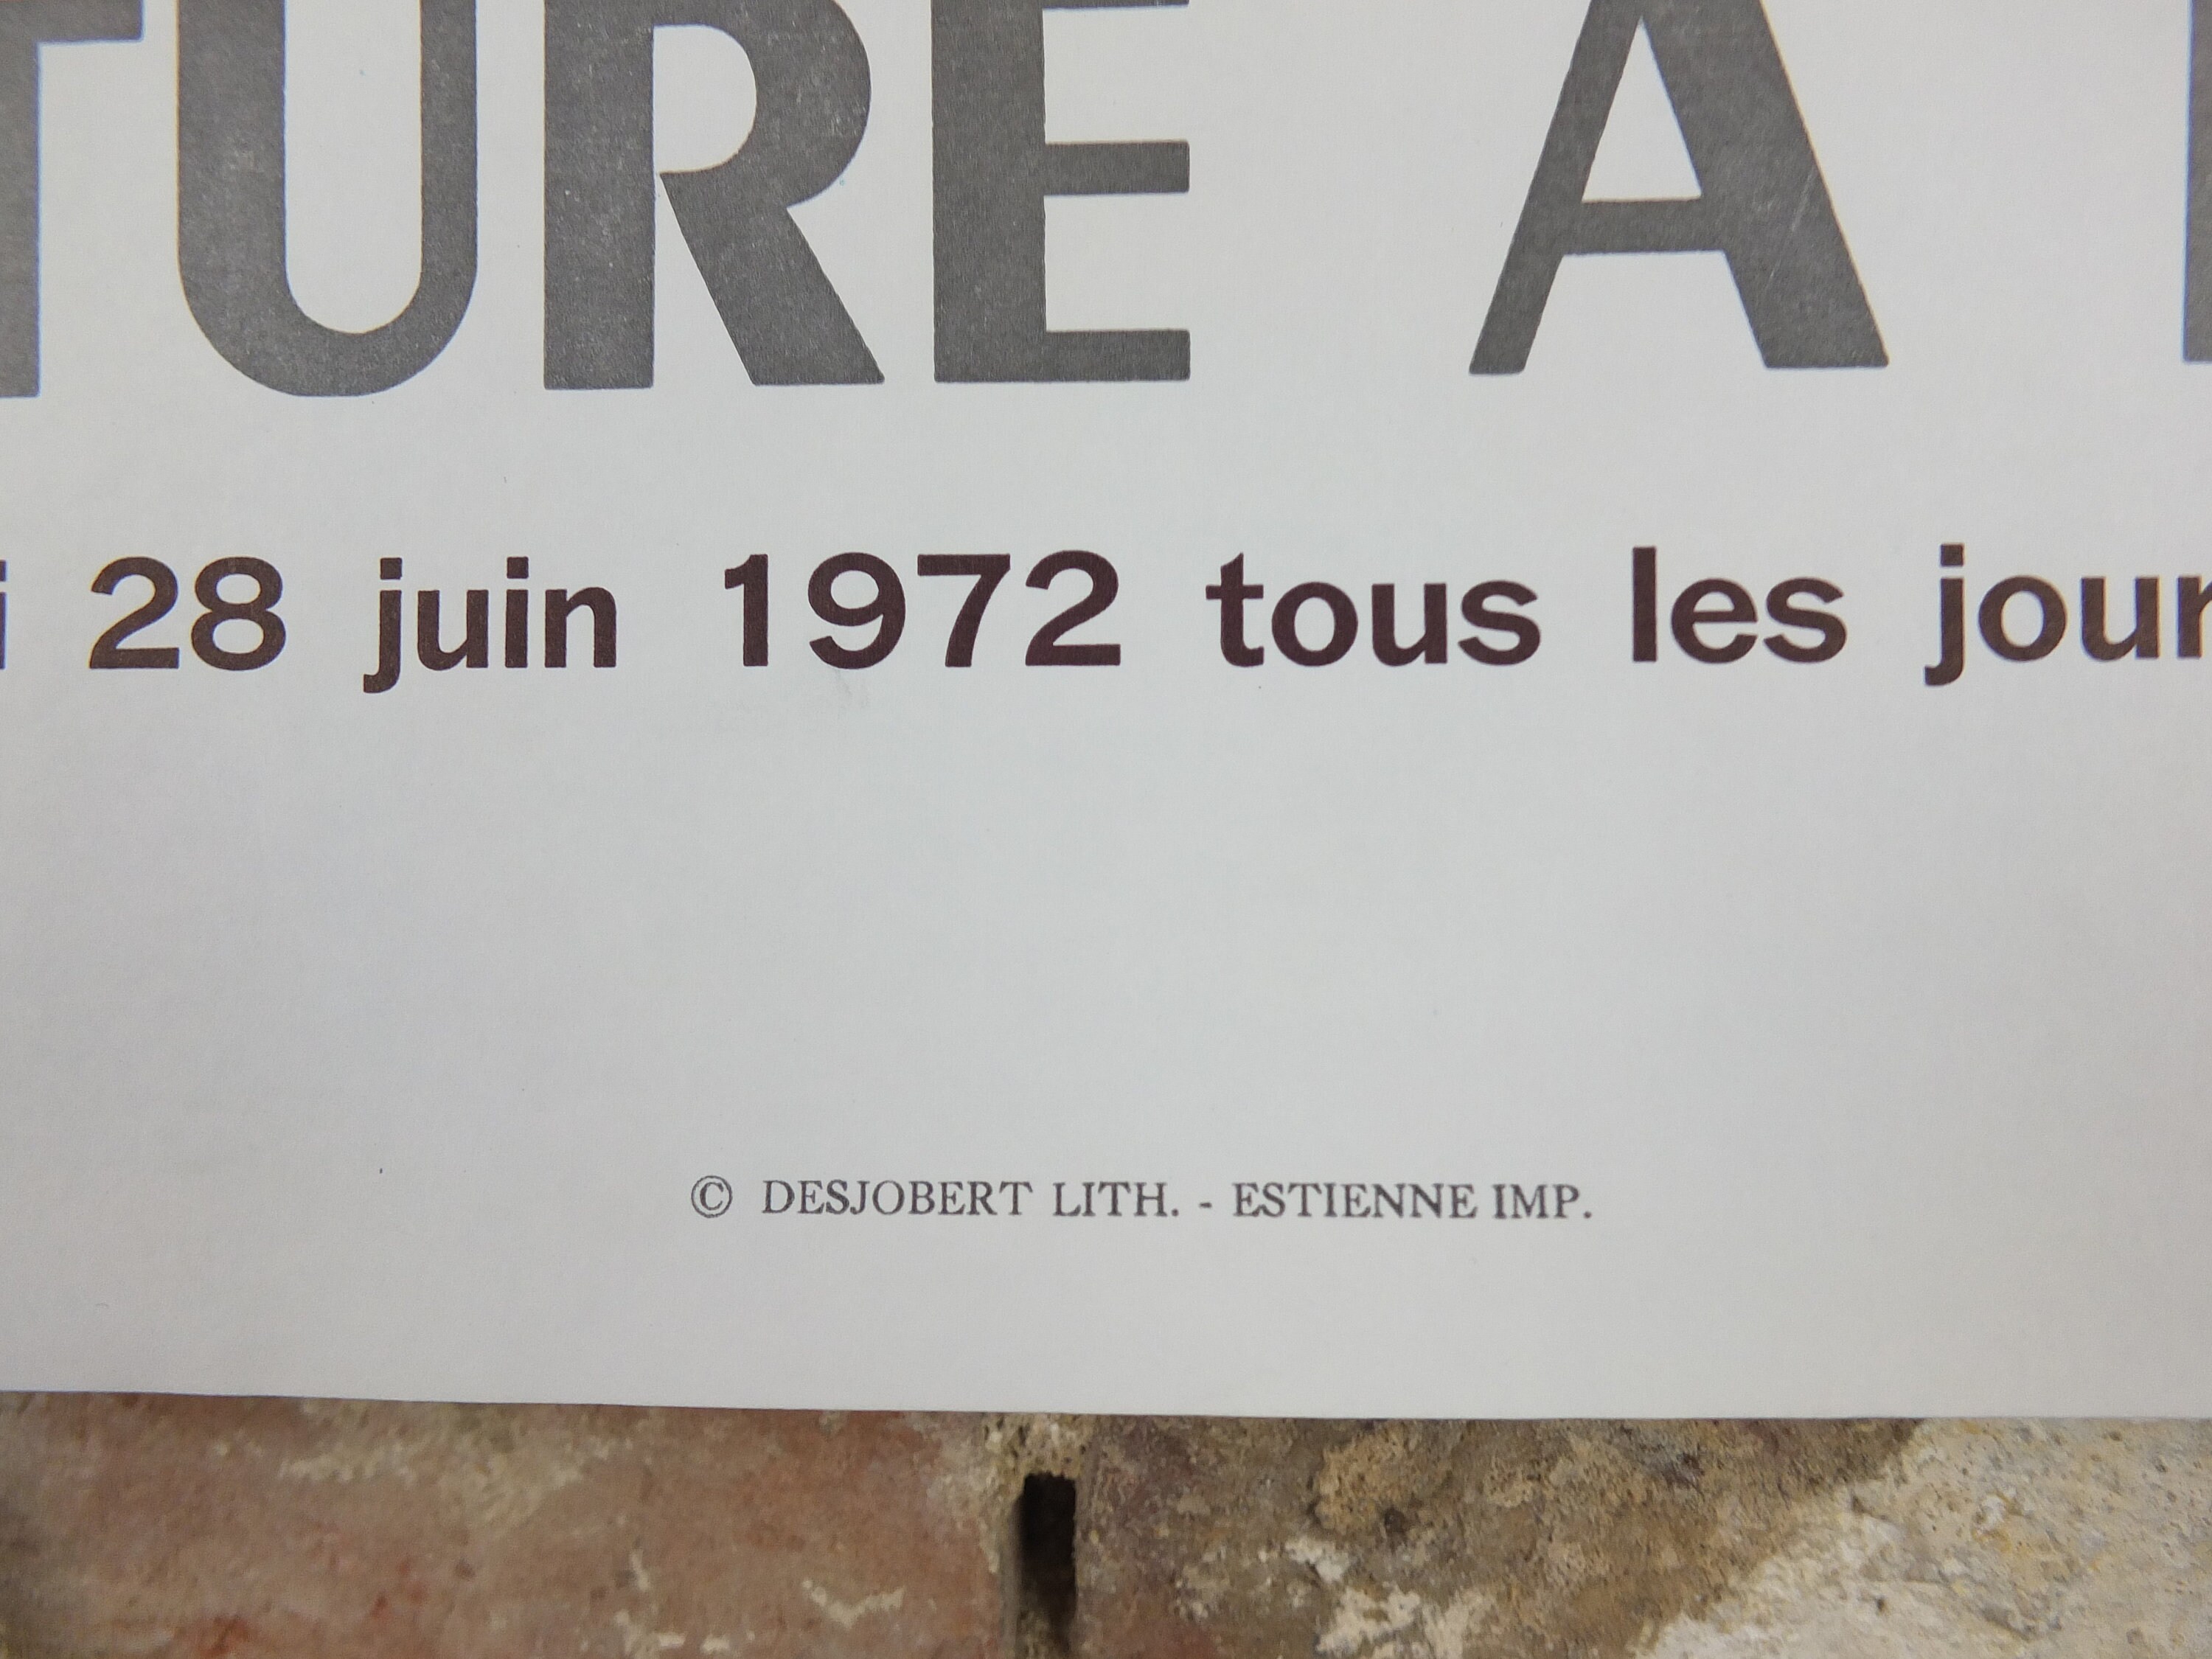 TURE A
28 juin 1972 tous les jour
© DESJOBERT LITH. - ESTIENNE IMP.